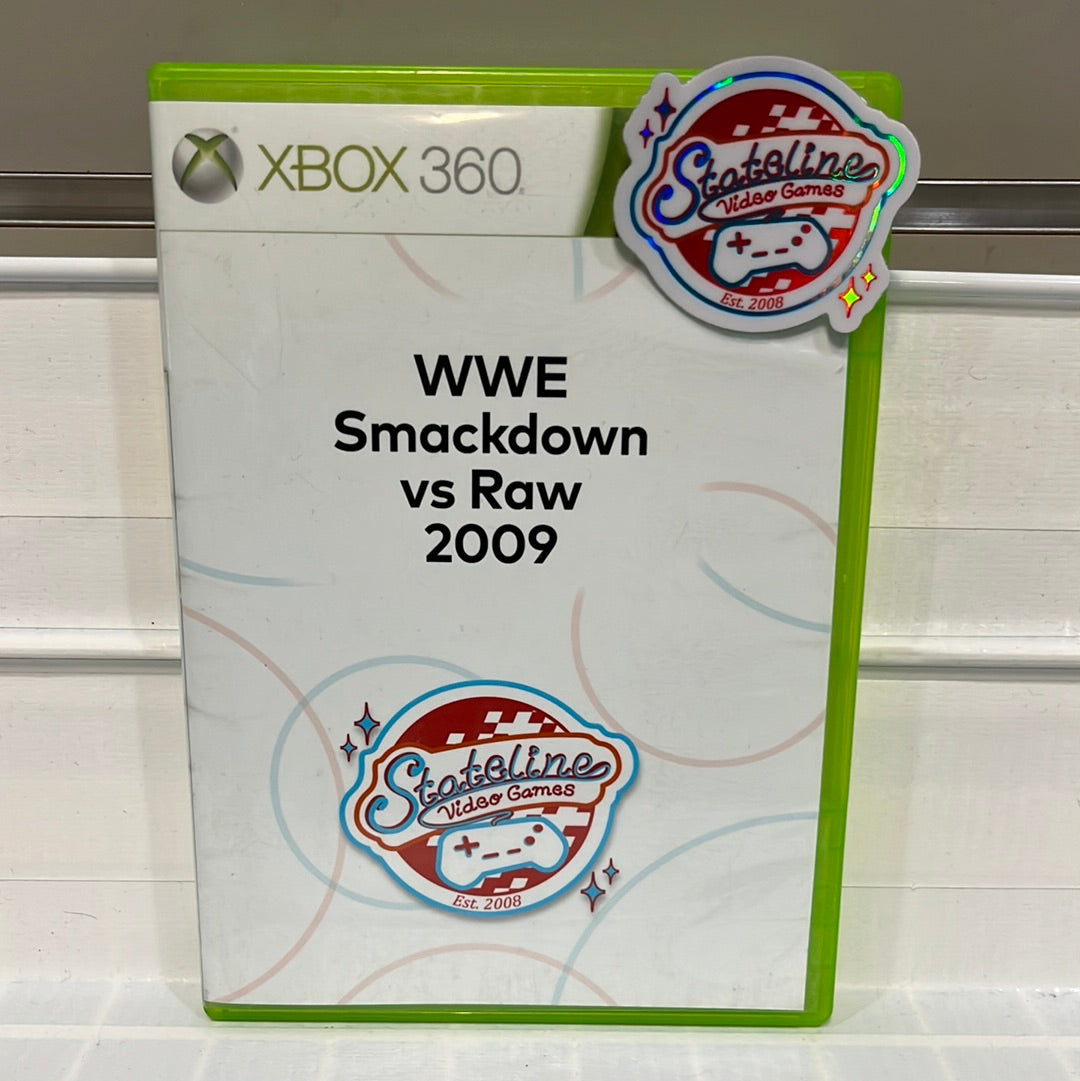 XBOX 360
Stateline
Video Games
Est. 2008
WWE
Smackdown
vs Raw
2009
Stateline
Video Games
Est. 2008